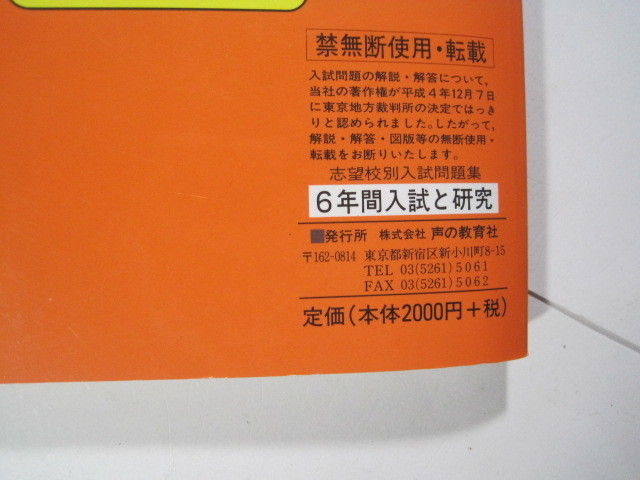 禁無断使用・転載
入試問題の解説・解答について,
当社の著作権が平成4年12月7日
に東京地方裁判所の決定ではっき
りと認められました。したがって,
解説・解答・図版等の無断使用・
転載をお断りいたします。
志望校別入試問題集
6年間入試と研究
■発行所 株式会社 声の教育社
〒162-0814 東京都新宿区新小川町8-15
TEL 03(5261)5061
FAX 03(5261)5062
定価(本体2000円+税)